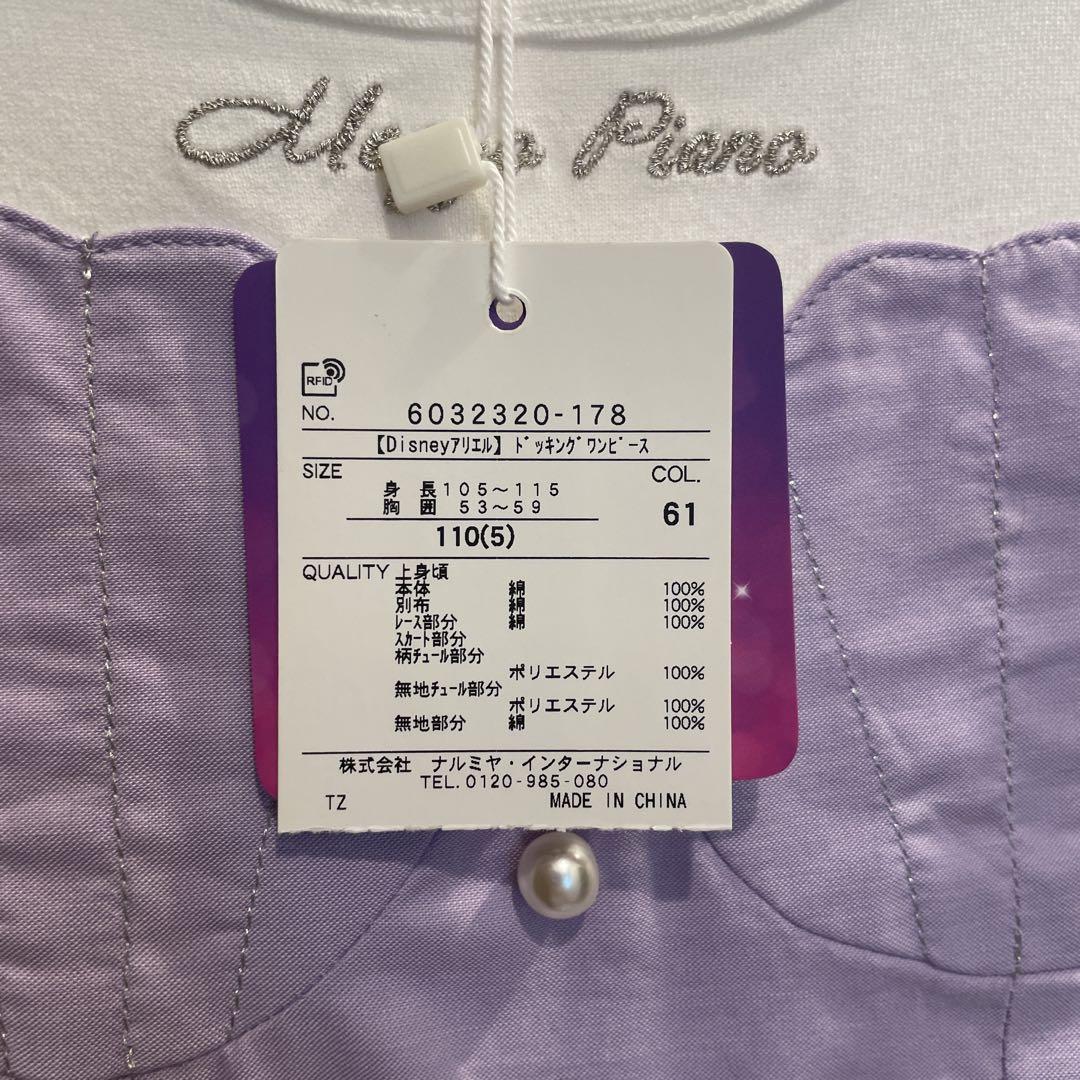 Piano
RFID
NO. 6032320-178
【Disneyアリエル】ドッキングワンピース
SIZE
COL.
身長105～115
胸囲 53～59
61
110(5)
QUALITY 上身頃
本体 綿 100%
別布 綿 100%
レース部分 綿 100%
スカート部分
柄チュール部分
ポリエステル 100%
無地チュール部分
ポリエステル 100%
無地部分 綿 100%
株式会社 ナルミヤ・インターナショナル
TEL.0120-985-080
TZ MADE IN CHINA